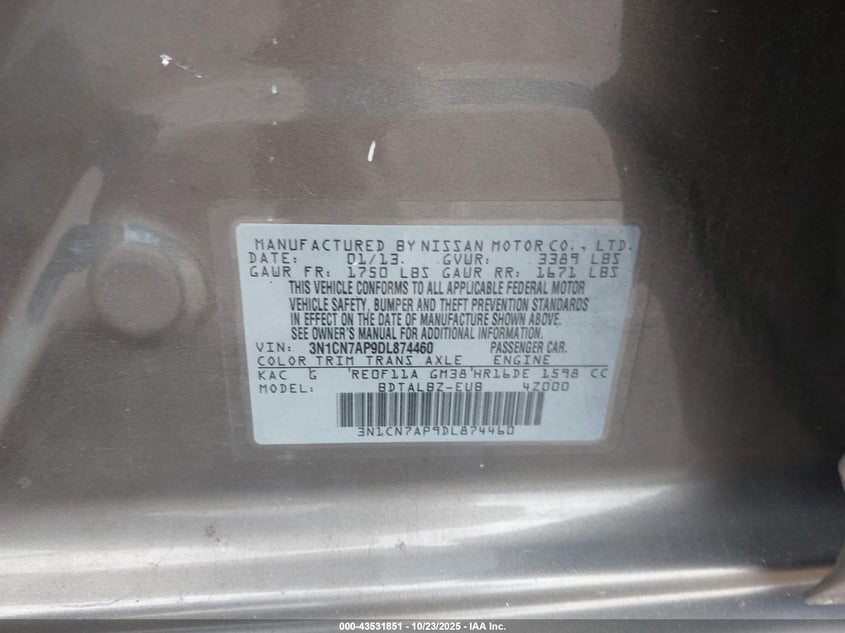 MANUFACTURED BY NISSAN MOTOR CO., LTD.
DATE: 01/13. GVWR: 3389 LBS
GAWR FR: 1750 LBS GAWR RR: 1671 LBS
THIS VEHICLE CONFORMS TO ALL APPLICABLE FEDERAL MOTOR
VEHICLE SAFETY, BUMPER AND THEFT PREVENTION STANDARDS
IN EFFECT ON THE DATE OF MANUFACTURE SHOWN ABOVE.
SEE OWNER'S MANUAL FOR ADDITIONAL INFORMATION.
VIN: 3N1CN7AP9DL874460 PASSENGER CAR.
COLOR TRIM TRANS AXLE ENGINE
KAC G 'RE0F11A GM38'HR16DE 1598 CC
MODEL: BDTALBZ-EUB 4Z000
3N1CN7AP9DL874460
000-43531851 - 10/23/2025 - IAA Inc.